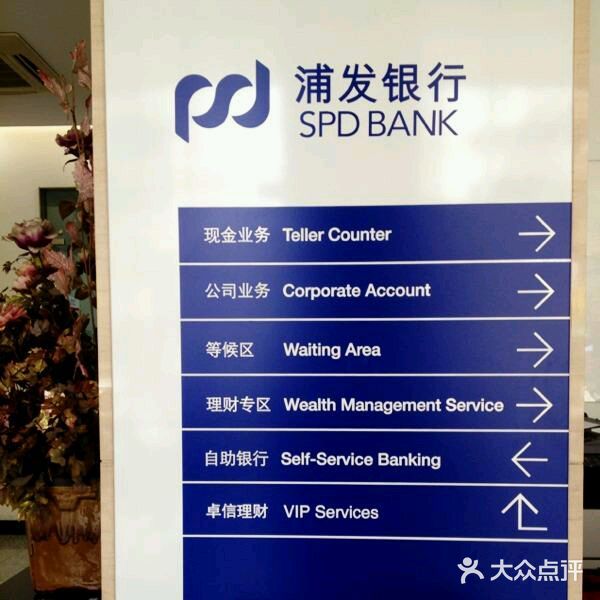 浦发银行
SPD BANK
现金业务 Teller Counter
公司业务 Corporate Account
等候区 Waiting Area
理财专区 Wealth Management Service
自助银行 Self-Service Banking
卓信理财 VIP Services
大众点评